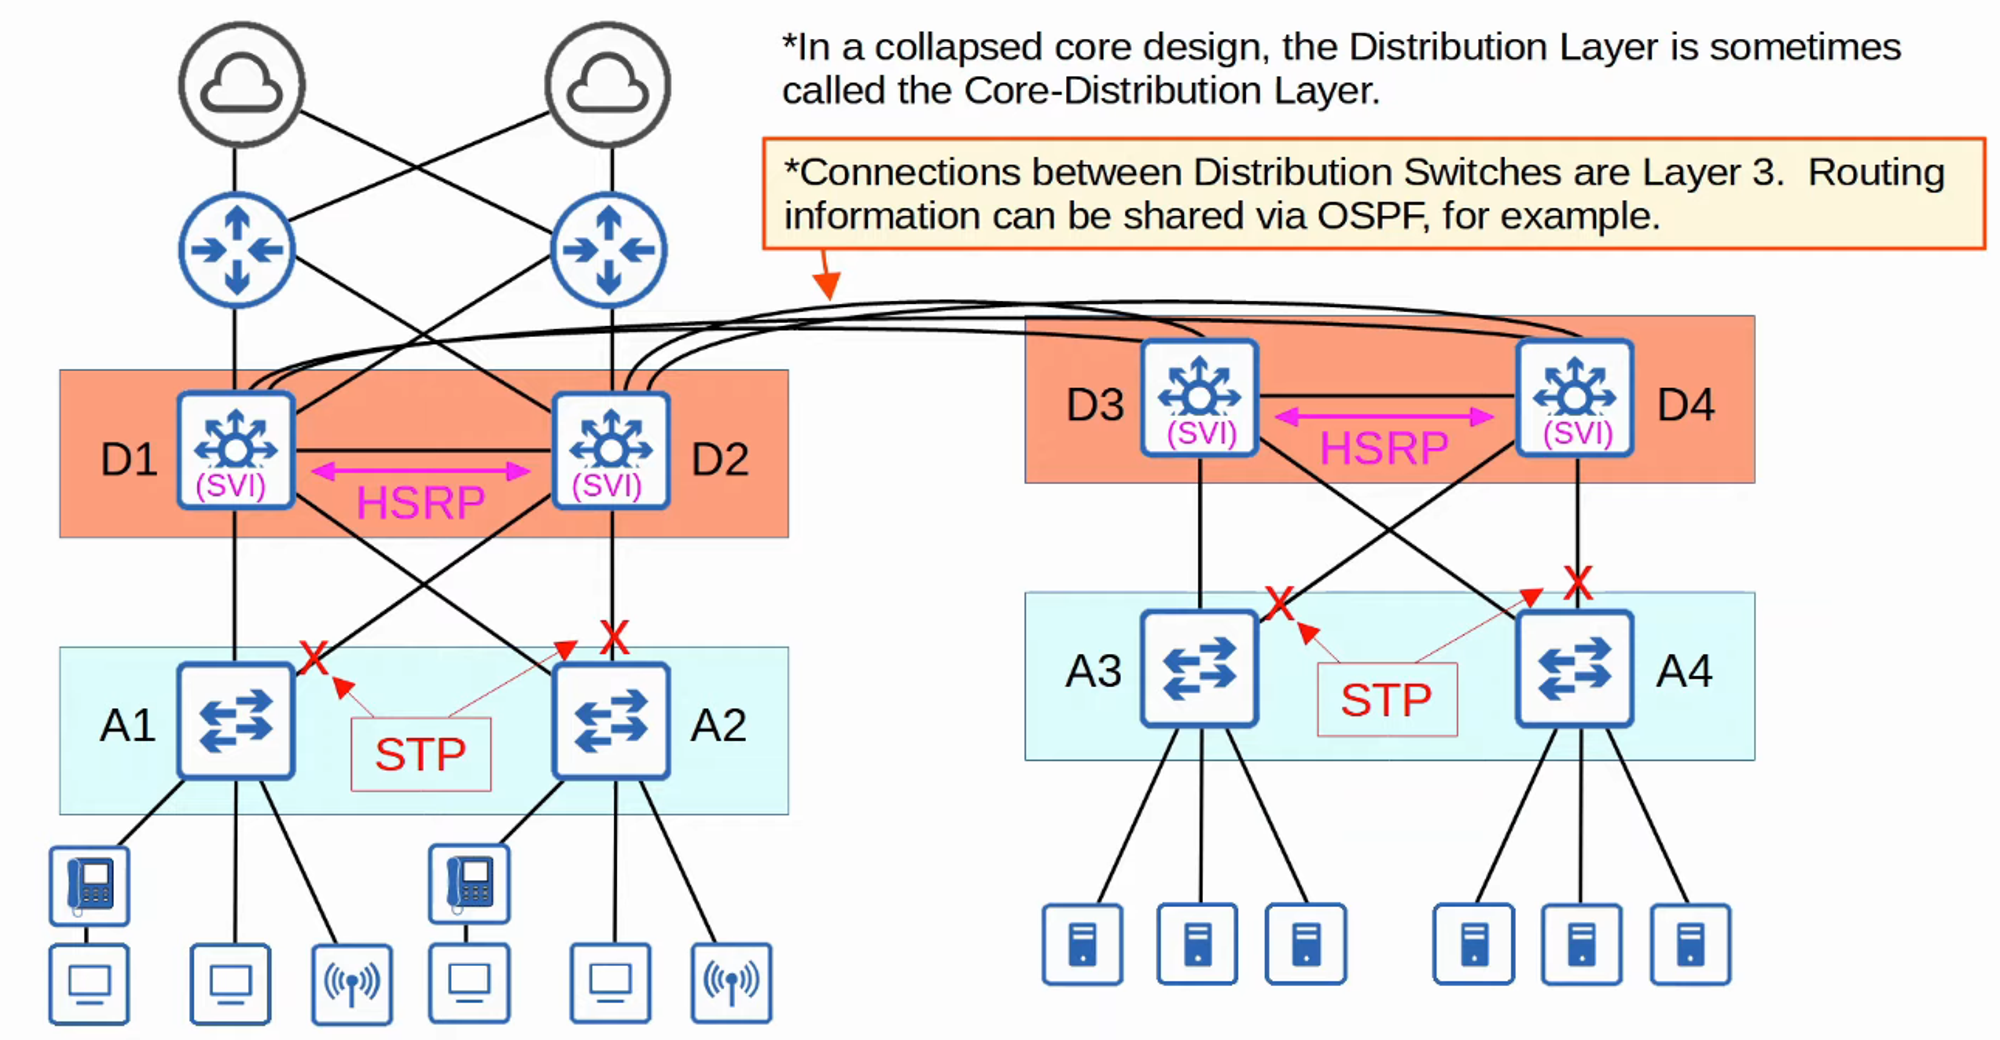 *In a collapsed core design, the Distribution Layer is sometimes
called the Core-Distribution Layer.
*Connections between Distribution Switches are Layer 3.  Routing
information can be shared via OSPF, for example.
D1
(SVI)
HSRP
(SVI)
D2
D3
(SVI)
HSRP
(SVI)
D4
A1
X
STP
X
A2
A3
X
STP
X
A4